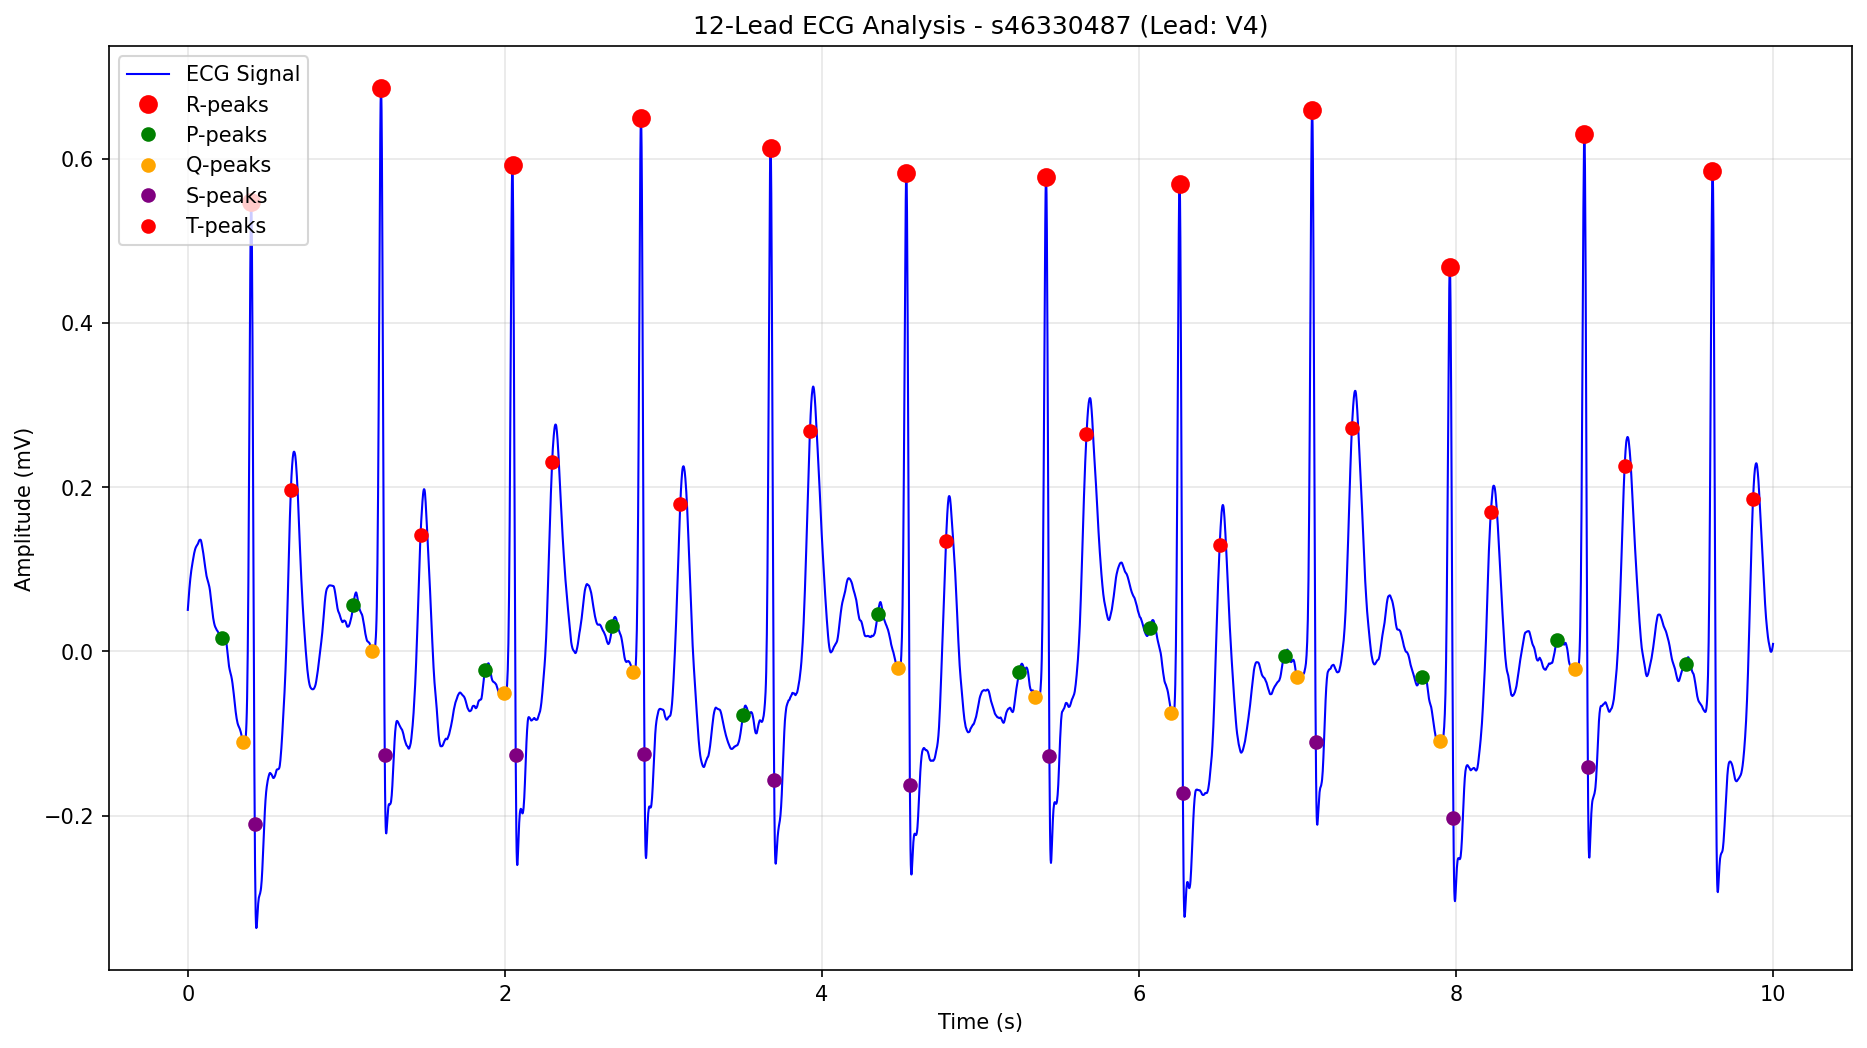 12-Lead ECG Analysis - s46330487 (Lead: V4)
ECG Signal
R-peaks
P-peaks
Q-peaks
S-peaks
T-peaks
Amplitude (mV)
0.6
0.4
0.2
0.0
−0.2
0 2 4 6 8 10
Time (s)